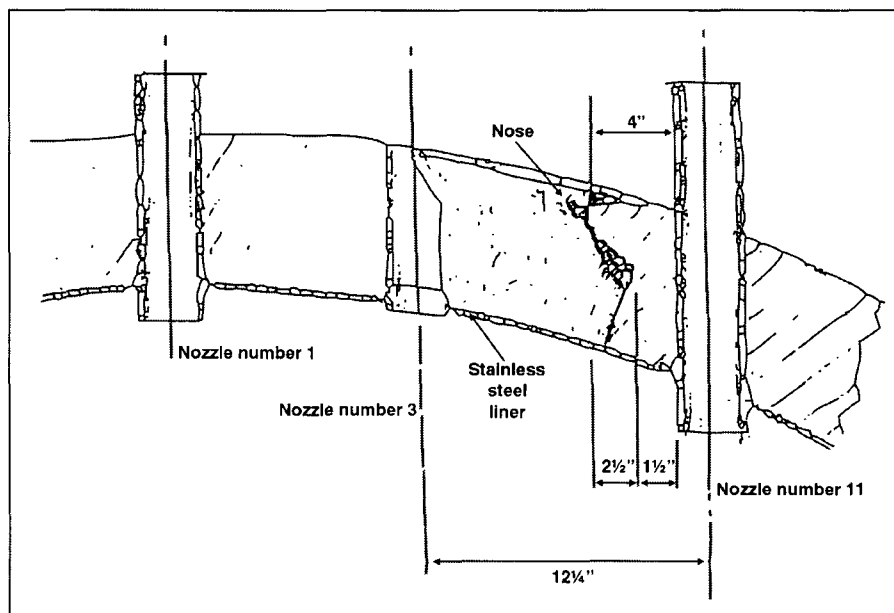 Nose
4”
Nozzle number 1
Stainless
steel
liner
Nozzle number 3
2½”
1½”
Nozzle number 11
12¼”